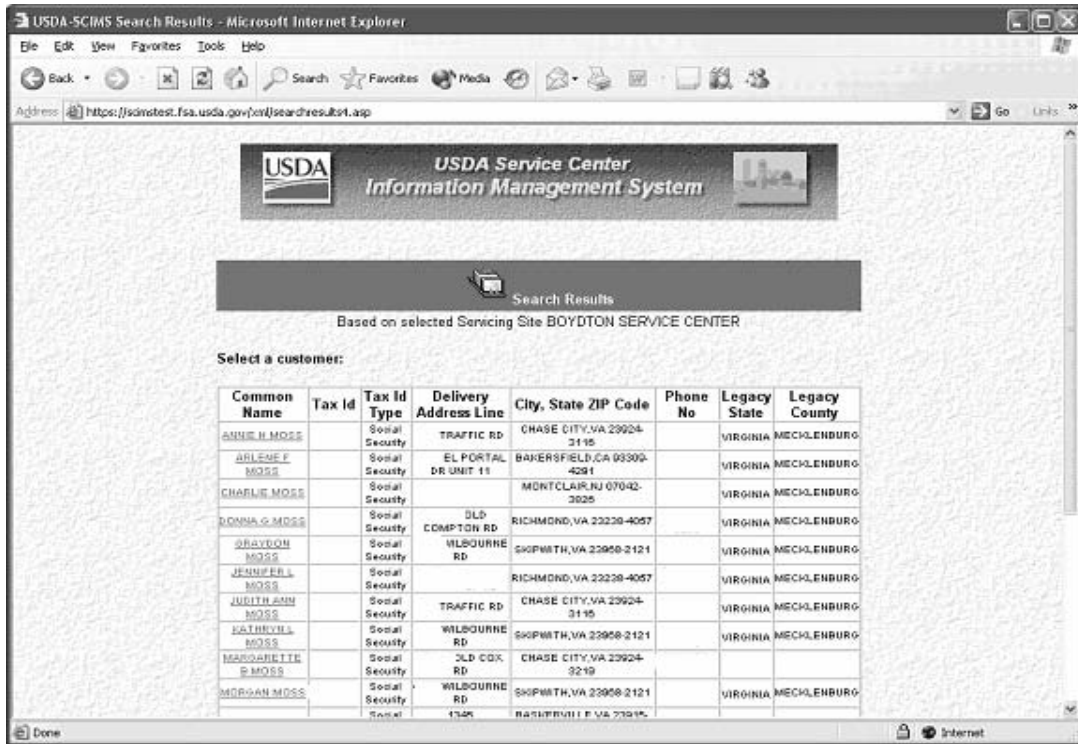 USDA-SCIMS Search Results - Microsoft Internet Explorer
File Edit View Favorites Tools Help
Back Search Favorites Media
Address https://scimstest.fsa.usda.gov/xml/searchresults1.asp Go Links »
USDA USDA Service Center
Information Management System
Search Results
Based on selected Servicing Site BOYDTON SERVICE CENTER
Select a customer:
Common Name Tax Id Tax Id Type Delivery Address Line City, State ZIP Code Phone No Legacy State Legacy County
ANNIE H MOSS Social Security TRAFFIC RD CHASE CITY,VA 23924-3116 VIRGINIA MECKLENBURG
ARLENE F MOSS Social Security EL PORTAL DR UNIT 11 BAKERSFIELD,CA 93309-4291 VIRGINIA MECKLENBURG
CHARLIE MOSS Social Security MONTCLAIR,NJ 07042-3926 VIRGINIA MECKLENBURG
DONNA G MOSS Social Security OLD COMPTON RD RICHMOND,VA 23238-4057 VIRGINIA MECKLENBURG
GRAYDON MOSS Social Security WILBOURNE RD SKIPWITH,VA 23968-2121 VIRGINIA MECKLENBURG
JENNIFER L MOSS Social Security RICHMOND,VA 23238-4057 VIRGINIA MECKLENBURG
JUDITH ANN MOSS Social Security TRAFFIC RD CHASE CITY,VA 23924-3116 VIRGINIA MECKLENBURG
KATHRYN L MOSS Social Security WILBOURNE RD SKIPWITH,VA 23968-2121 VIRGINIA MECKLENBURG
MARGARETTE B MOSS Social Security OLD COX RD CHASE CITY,VA 23924-3219
MORGAN MOSS Social Security WILBOURNE RD SKIPWITH,VA 23968-2121 VIRGINIA MECKLENBURG
Social 1345 BASKERVILLE,VA 23915-
Done Internet